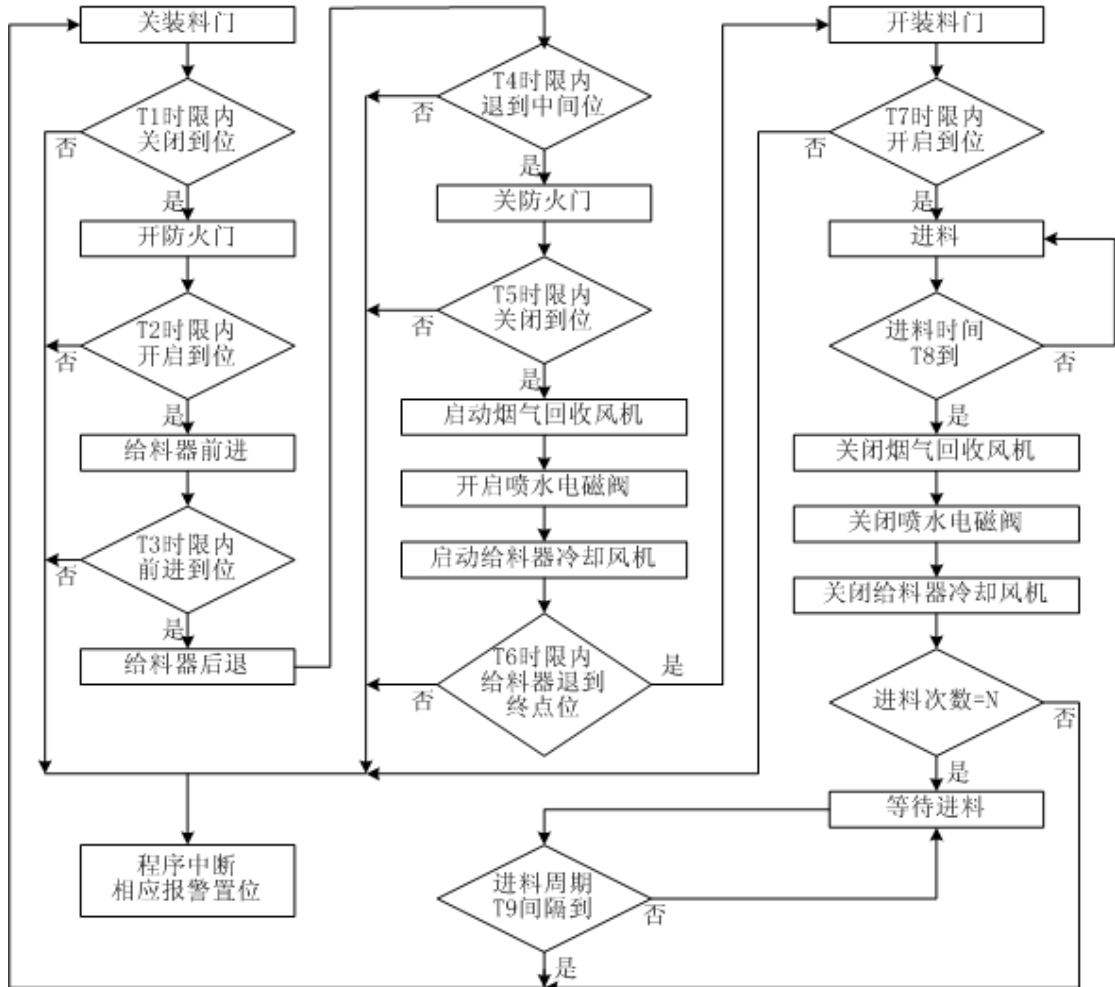 关装料门
T1时限内
关闭到位
否
是
开防火门
T2时限内
开启到位
否
是
给料器前进
T3时限内
前进到位
否
是
给料器后退
程序中断
相应报警置位
T4时限内
退到中间位
否
是
关防火门
T5时限内
关闭到位
否
是
启动烟气回收风机
开启喷水电磁阀
启动给料器冷却风机
T6时限内
给料器退到
终点位
否
是
开装料门
T7时限内
开启到位
否
是
进料
进料时间
T8到
否
是
关闭烟气回收风机
关闭喷水电磁阀
关闭给料器冷却风机
进料次数=N
否
是
等待进料
进料周期
T9间隔到
否
是